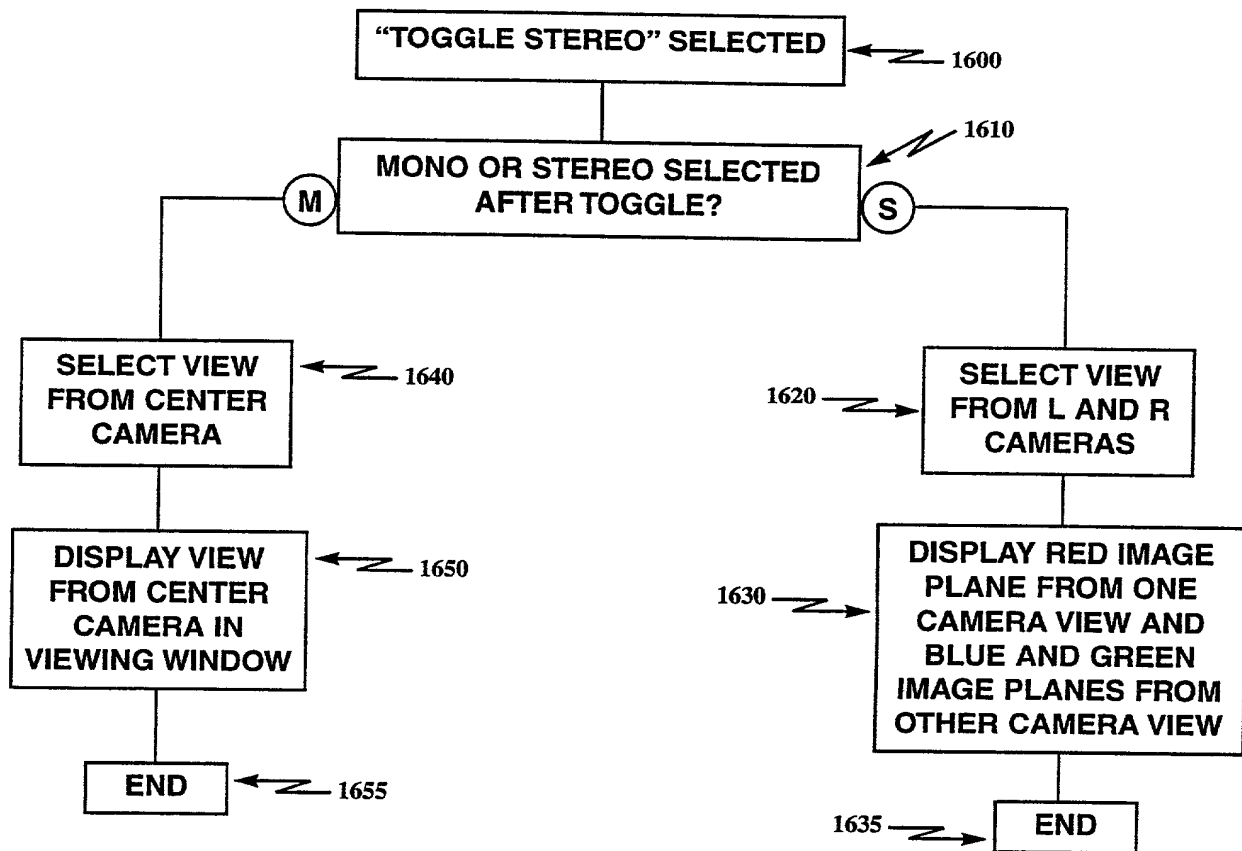 “TOGGLE STEREO” SELECTED
1600
1610
MONO OR STEREO SELECTED
AFTER TOGGLE?
M
S
SELECT VIEW
FROM CENTER
CAMERA
1640
1620
SELECT VIEW
FROM L AND R
CAMERAS
DISPLAY VIEW
FROM CENTER
CAMERA IN
VIEWING WINDOW
1650
1630
DISPLAY RED IMAGE
PLANE FROM ONE
CAMERA VIEW AND
BLUE AND GREEN
IMAGE PLANES FROM
OTHER CAMERA VIEW
END
1655
1635
END